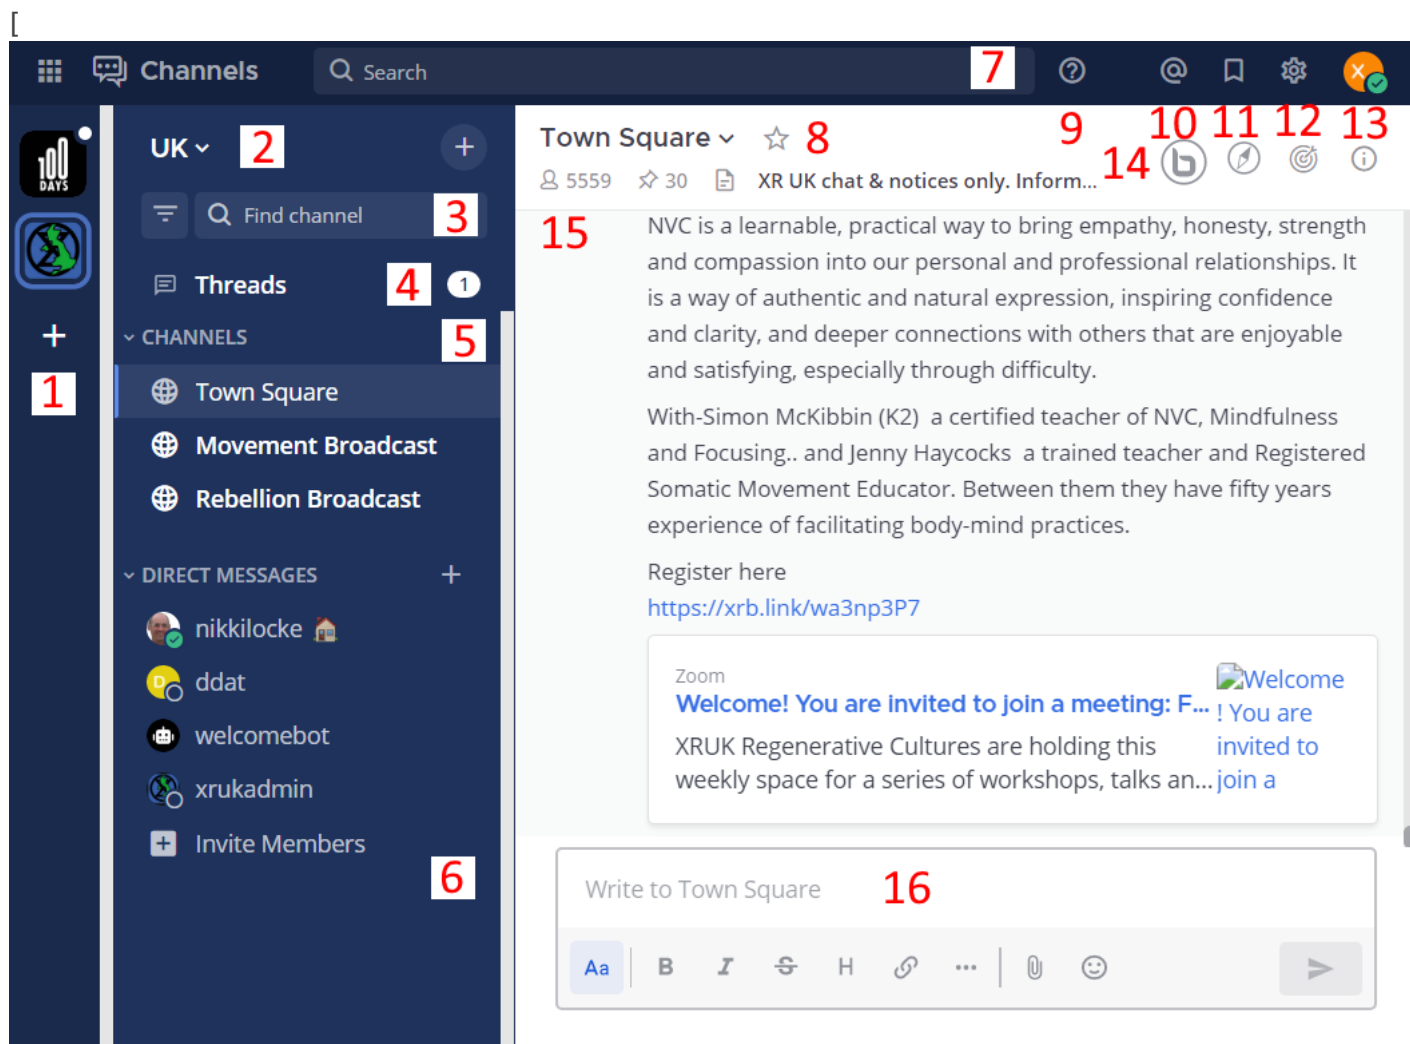 [
Channels
Search
7
X
9
10
11
12
13
100
DAYS
UK
2
+
Town Square
8
14
b
5559
30
XR UK chat & notices only. Inform...
Find channel
3
15
Threads
4
1
+
CHANNELS
5
1
Town Square
Movement Broadcast
Rebellion Broadcast
DIRECT MESSAGES
+
nikkilocke
D
ddat
welcomebot
xrukadmin
Invite Members
6
NVC is a learnable, practical way to bring empathy, honesty, strength
and compassion into our personal and professional relationships. It
is a way of authentic and natural expression, inspiring confidence
and clarity, and deeper connections with others that are enjoyable
and satisfying, especially through difficulty.
With-Simon McKibbin (K2)  a certified teacher of NVC, Mindfulness
and Focusing.. and Jenny Haycocks  a trained teacher and Registered
Somatic Movement Educator. Between them they have fifty years
experience of facilitating body-mind practices.
Register here
https://xrb.link/wa3np3P7
Zoom
Welcome! You are invited to join a meeting: F...
XRUK Regenerative Cultures are holding this
weekly space for a series of workshops, talks an...
Welcome
! You are
invited to
join a
Write to Town Square
16
Aa B I S H ...